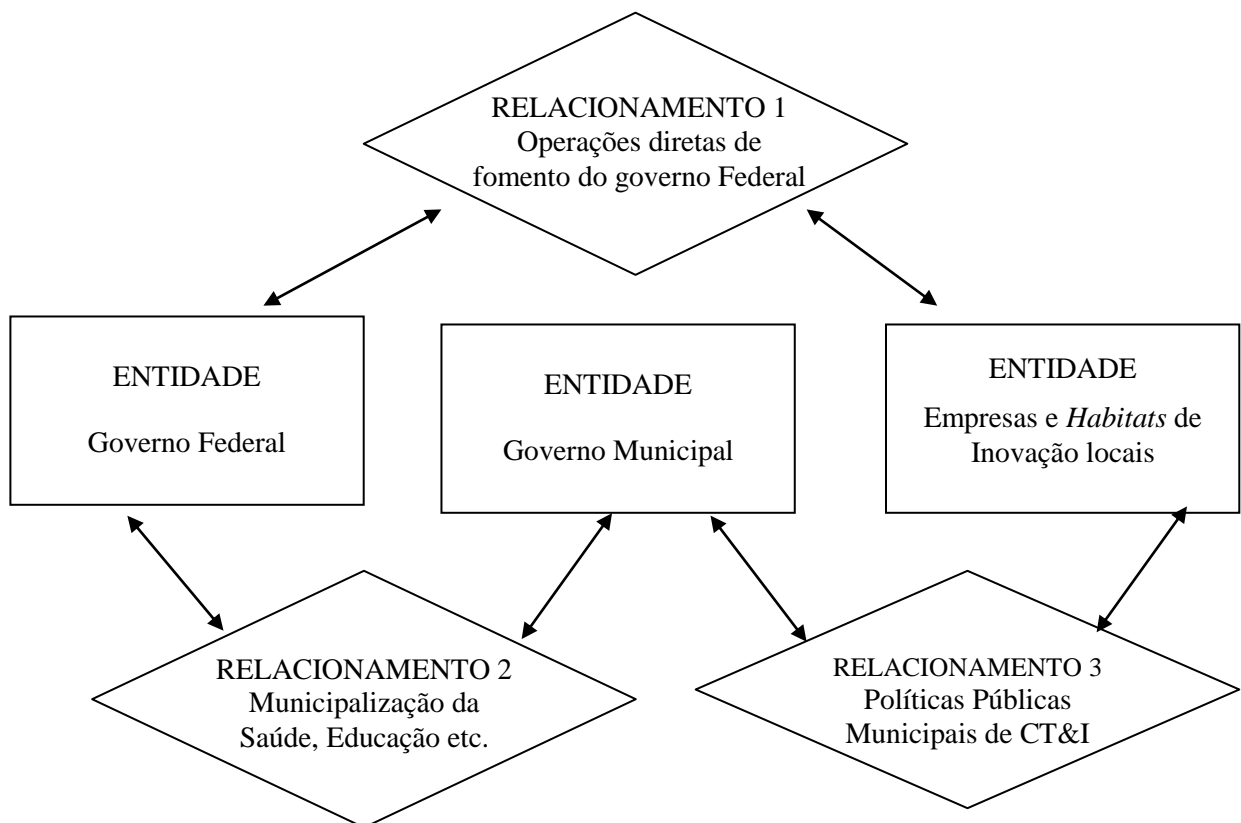 RELACIONAMENTO 1
Operações diretas de
fomento do governo Federal
ENTIDADE
Governo Federal
ENTIDADE
Governo Municipal
ENTIDADE
Empresas e Habitats de
Inovação locais
RELACIONAMENTO 2
Municipalização da
Saúde, Educação etc.
RELACIONAMENTO 3
Políticas Públicas
Municipais de CT&I